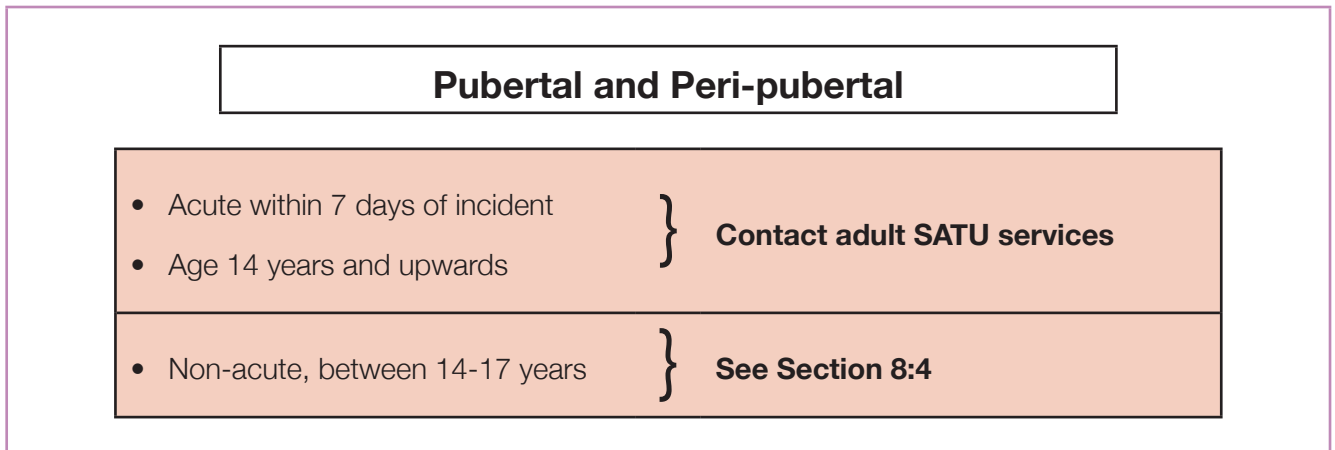 Pubertal and Peri-pubertal
• Acute within 7 days of incident
• Age 14 years and upwards
} Contact adult SATU services
• Non-acute, between 14-17 years } See Section 8:4